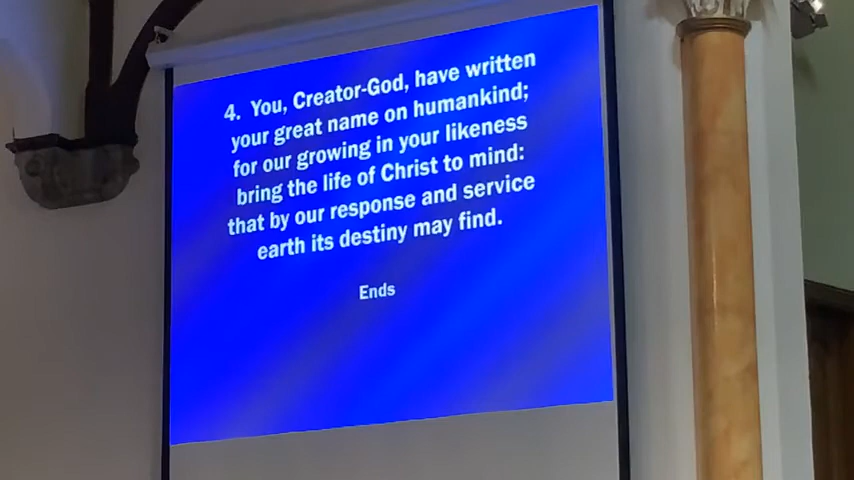 4. You, Creator-God, have written
your great name on humankind;
for our growing in your likeness
bring the life of Christ to mind:
that by our response and service
earth its destiny may find.
Ends